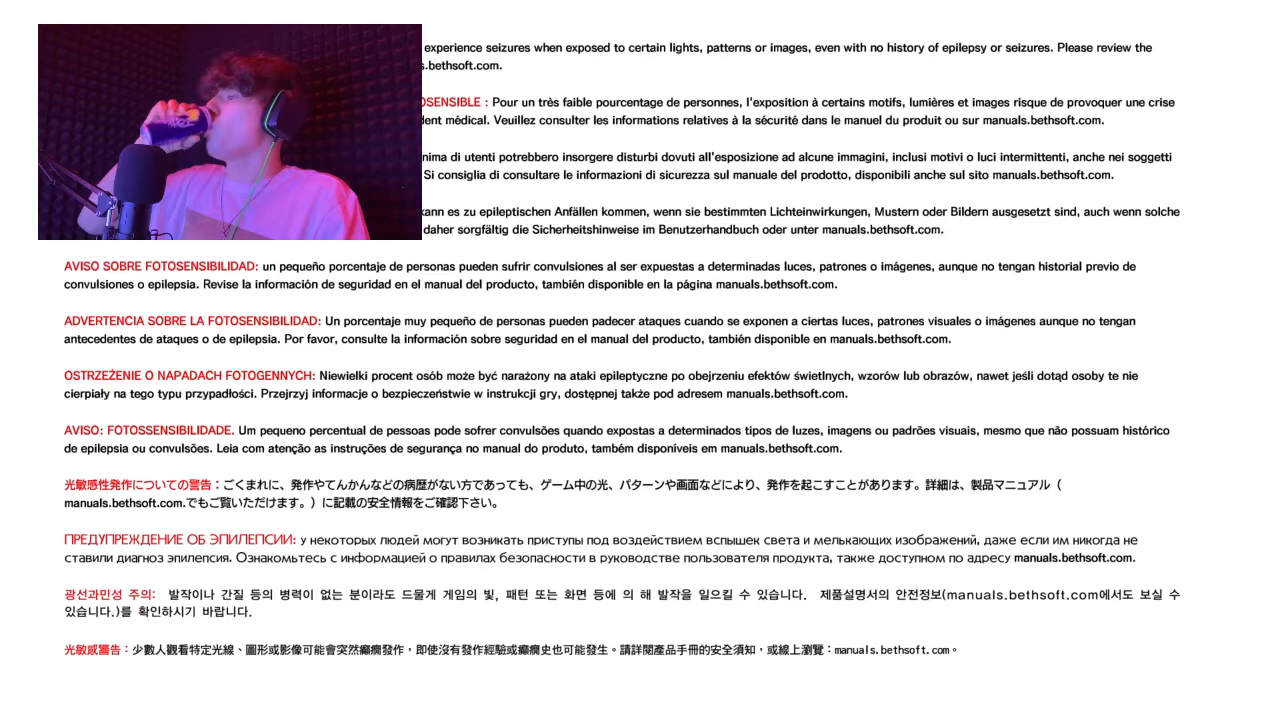 experience seizures when exposed to certain lights, patterns or images, even with no history of epilepsy or seizures. Please review the
.bethsoft.com.
OSENSIBLE : Pour un très faible pourcentage de personnes, l'exposition à certains motifs, lumières et images risque de provoquer une crise
dent médical. Veuillez consulter les informations relatives à la sécurité dans le manuel du produit ou sur manuals.bethsoft.com.
nima di utenti potrebbero insorgere disturbi dovuti all'esposizione ad alcune immagini, inclusi motivi o luci intermittenti, anche nei soggetti
Si consiglia di consultare le informazioni di sicurezza sul manuale del prodotto, disponibili anche sul sito manuals.bethsoft.com.
kann es zu epileptischen Anfällen kommen, wenn sie bestimmten Lichteinwirkungen, Mustern oder Bildern ausgesetzt sind, auch wenn solche
daher sorgfältig die Sicherheitshinweise im Benutzerhandbuch oder unter manuals.bethsoft.com.
AVISO SOBRE FOTOSENSIBILIDAD: un pequeño porcentaje de personas pueden sufrir convulsiones al ser expuestas a determinadas luces, patrones o imágenes, aunque no tengan historial previo de
convulsiones o epilepsia. Revise la información de seguridad en el manual del producto, también disponible en la página manuals.bethsoft.com.
ADVERTENCIA SOBRE LA FOTOSENSIBILIDAD: Un porcentaje muy pequeño de personas pueden padecer ataques cuando se exponen a ciertas luces, patrones visuales o imágenes aunque no tengan
antecedentes de ataques o de epilepsia. Por favor, consulte la información sobre seguridad en el manual del producto, también disponible en manuals.bethsoft.com.
OSTRZEŻENIE O NAPADACH FOTOGENNYCH: Niewielki procent osób może być narażony na ataki epileptyczne po obejrzeniu efektów świetlnych, wzorów lub obrazów, nawet jeśli dotąd osoby te nie
cierpiały na tego typu przypadłości. Przejrzyj informacje o bezpieczeństwie w instrukcji gry, dostępnej także pod adresem manuals.bethsoft.com.
AVISO: FOTOSSENSIBILIDADE. Um pequeno percentual de pessoas pode sofrer convulsões quando expostas a determinados tipos de luzes, imagens ou padrões visuais, mesmo que não possuam histórico
de epilepsia ou convulsões. Leia com atenção as instruções de segurança no manual do produto, também disponíveis em manuals.bethsoft.com.
光敏感性発作についての警告：ごくまれに、発作やてんかんなどの病歴がない方であっても、ゲーム中の光、パターンや画面などにより、発作を起こすことがあります。詳細は、製品マニュアル（
manuals.bethsoft.com.でもご覧いただけます。）に記載の安全情報をご確認下さい。
ПРЕДУПРЕЖДЕНИЕ ОБ ЭПИЛЕПСИИ: у некоторых людей могут возникать приступы под воздействием вспышек света и мелькающих изображений, даже если им никогда не
ставили диагноз эпилепсия. Ознакомьтесь с информацией о правилах безопасности в руководстве пользователя продукта, также доступном по адресу manuals.bethsoft.com.
광선과민성 주의: 발작이나 간질 등의 병력이 없는 분이라도 드물게 게임의 빛, 패턴 또는 화면 등에 의 해 발작을 일으킬 수 있습니다. 제품설명서의 안전정보(manuals.bethsoft.com에서도 보실 수
있습니다.)를 확인하시기 바랍니다.
光敏感警告：少數人觀看特定光線、圖形或影像可能會突然癲癇發作，即使沒有發作經驗或癲癇史也可能發生。請詳閱產品手冊的安全須知，或線上瀏覽：manuals.bethsoft.com。